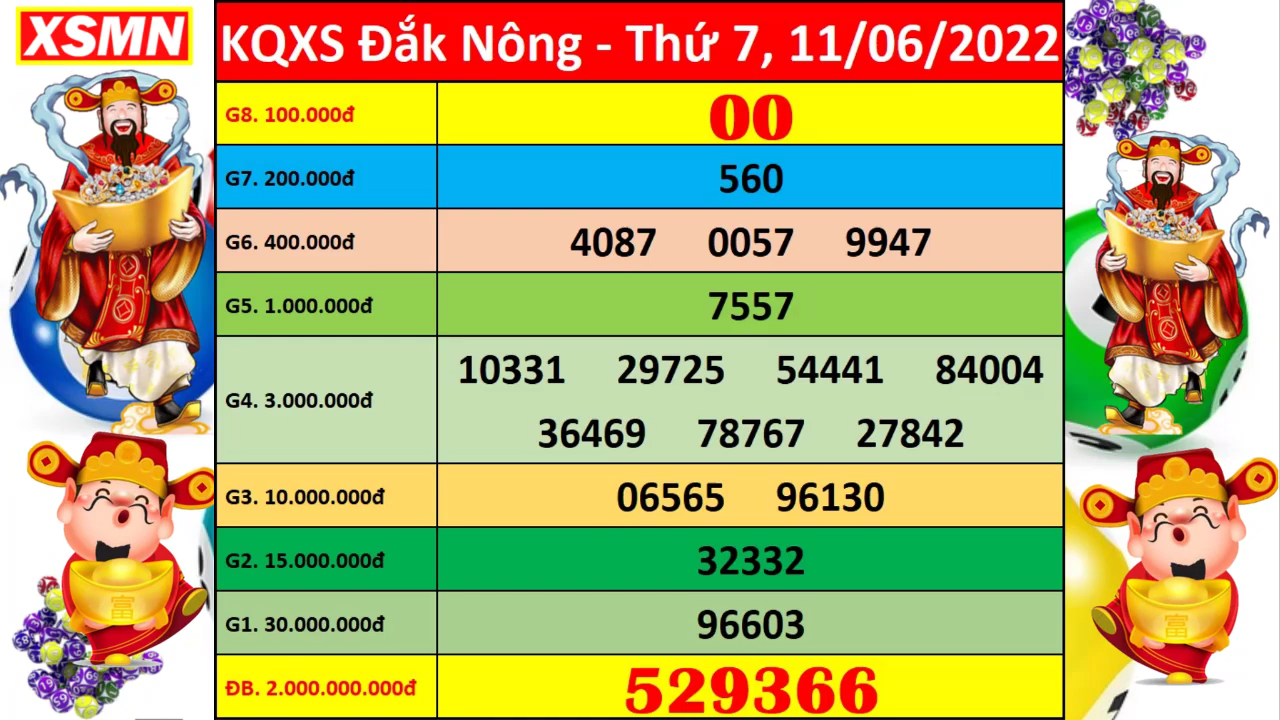 XSMN
KQXS Đắk Nông - Thứ 7, 11/06/2022
G8. 100.000đ 00
G7. 200.000đ 560
G6. 400.000đ 4087 0057 9947
G5. 1.000.000đ 7557
G4. 3.000.000đ
10331 29725 54441 84004
36469 78767 27842
G3. 10.000.000đ 06565 96130
G2. 15.000.000đ 32332
G1. 30.000.000đ 96603
ĐB. 2.000.000.000đ 529366
富
富